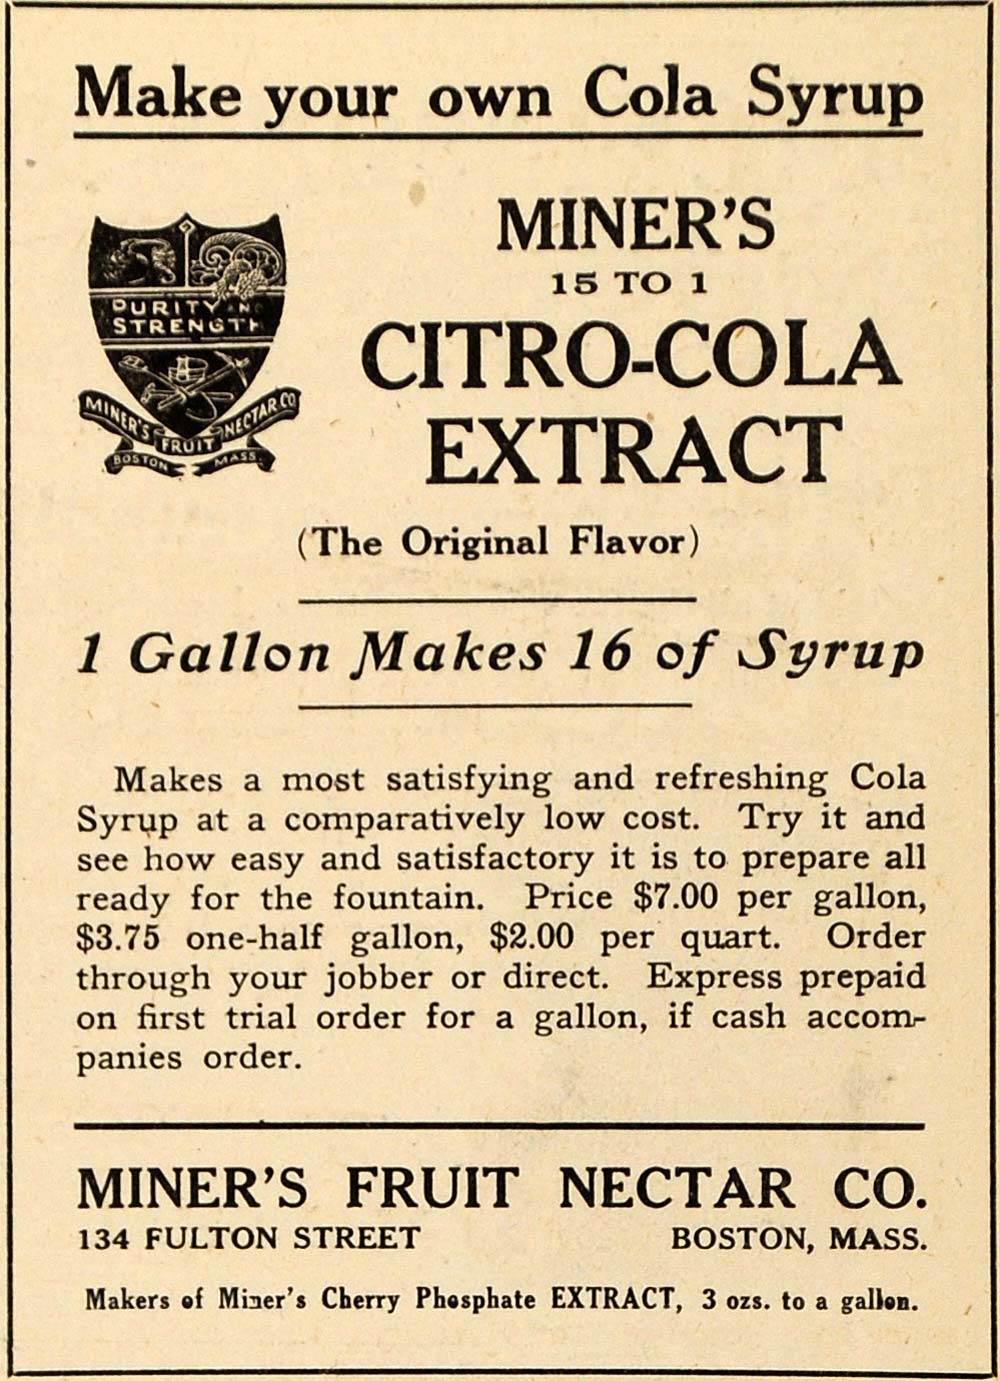 Make your own Cola Syrup
PURITY AND
STRENGTH
MINER'S FRUIT NECTAR CO
BOSTON MASS.
MINER'S
15 TO 1
CITRO-COLA
EXTRACT
(The Original Flavor)
1 Gallon Makes 16 of Syrup
Makes a most satisfying and refreshing Cola
Syrup at a comparatively low cost. Try it and
see how easy and satisfactory it is to prepare all
ready for the fountain. Price $7.00 per gallon,
$3.75 one-half gallon, $2.00 per quart. Order
through your jobber or direct. Express prepaid
on first trial order for a gallon, if cash accom-
panies order.
MINER'S FRUIT NECTAR CO.
134 FULTON STREET BOSTON, MASS.
Makers of Miner's Cherry Phosphate EXTRACT, 3 ozs. to a gallon.